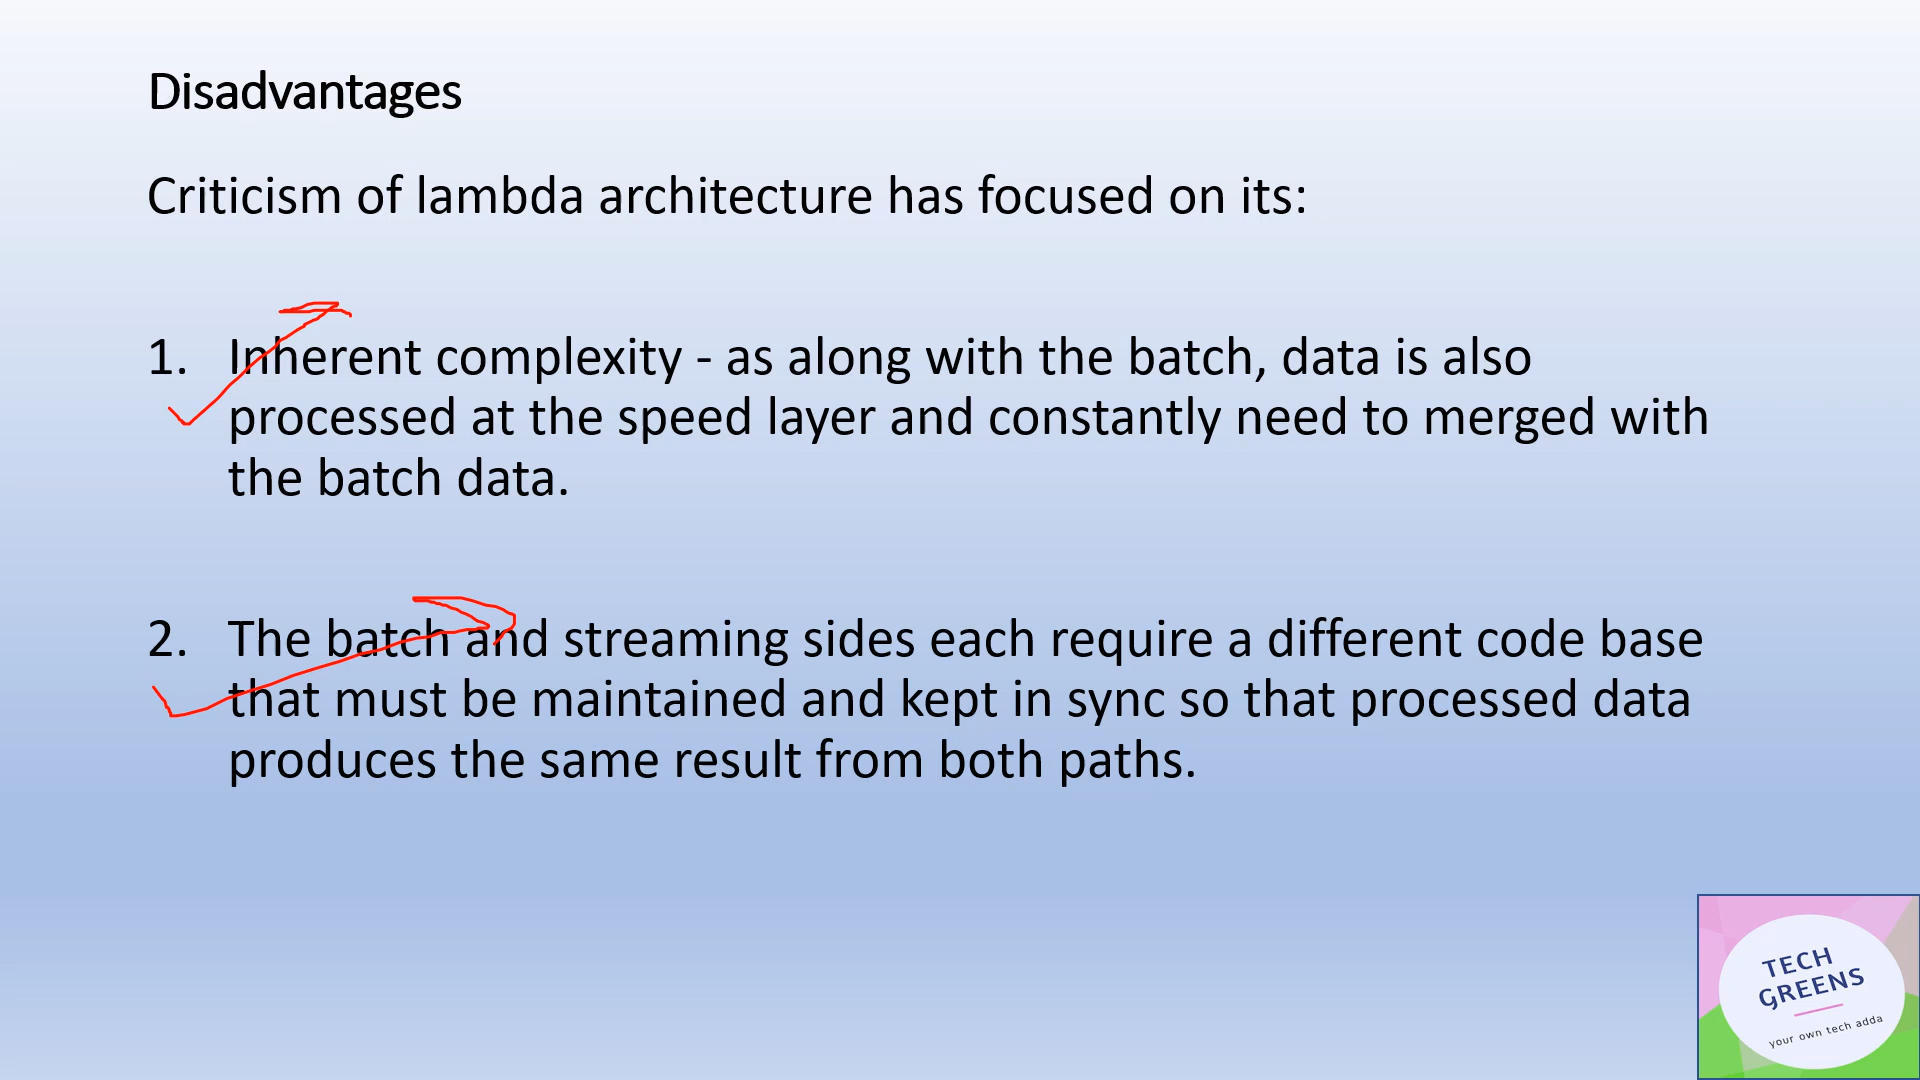 Disadvantages
Criticism of lambda architecture has focused on its:
1. Inherent complexity - as along with the batch, data is also
processed at the speed layer and constantly need to merged with
the batch data.
2. The batch and streaming sides each require a different code base
that must be maintained and kept in sync so that processed data
produces the same result from both paths.
TECH
GREENS
your own tech adda